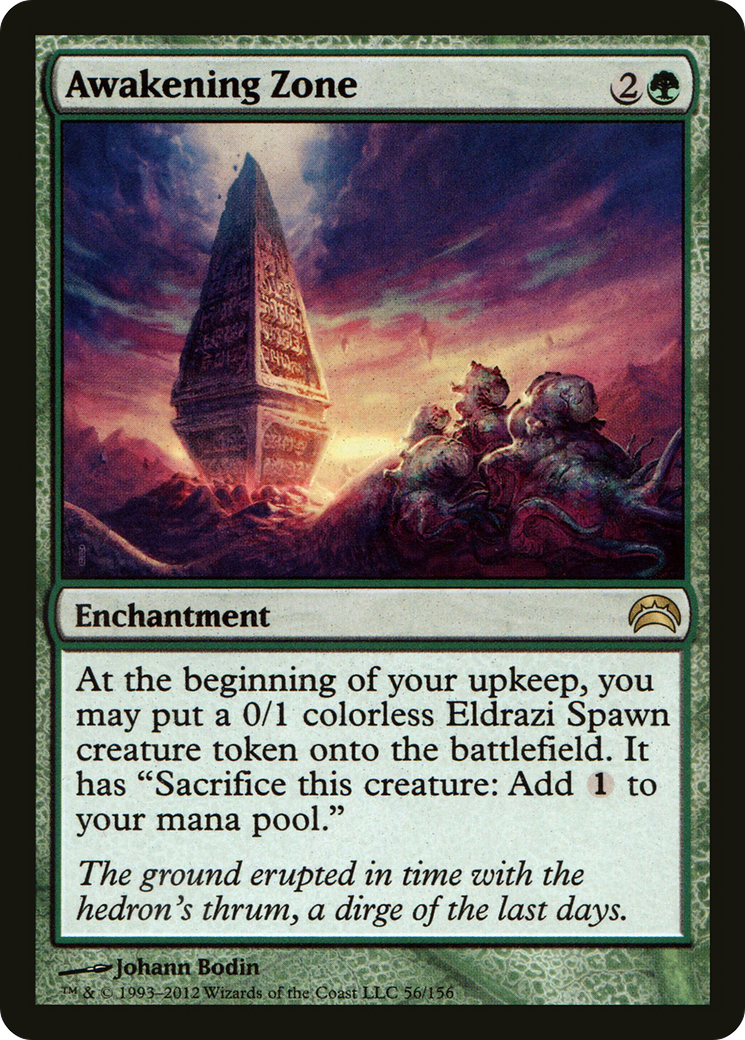 Awakening Zone 2
Enchantment
At the beginning of your upkeep, you
may put a 0/1 colorless Eldrazi Spawn
creature token onto the battlefield. It
has “Sacrifice this creature: Add 1 to
your mana pool.”
The ground erupted in time with the
hedron’s thrum, a dirge of the last days.
Johann Bodin
™ & © 1993–2012 Wizards of the Coast LLC 56/156